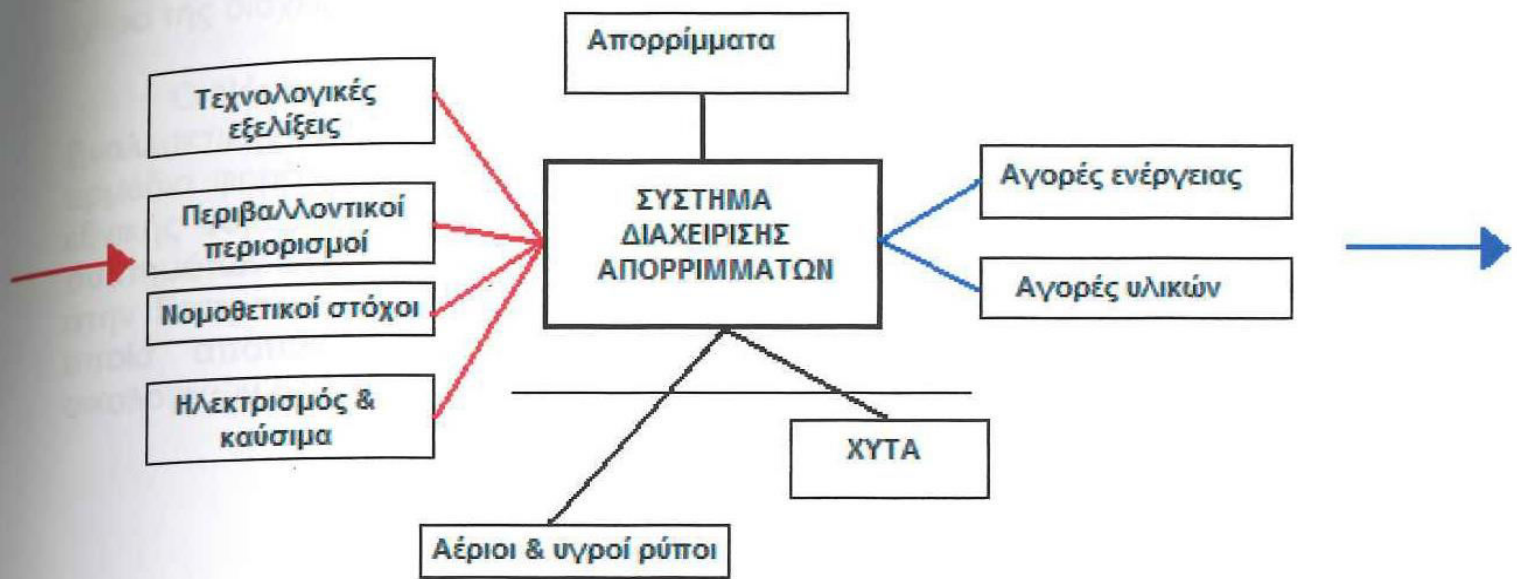 Απορρίμματα
Τεχνολογικές
εξελίξεις
Περιβαλλοντικοί
περιορισμοί
Νομοθετικοί στόχοι
Ηλεκτρισμός &
καύσιμα
ΣΥΣΤΗΜΑ
ΔΙΑΧΕΙΡΙΣΗΣ
ΑΠΟΡΡΙΜΜΑΤΩΝ
Αγορές ενέργειας
Αγορές υλικών
ΧΥΤΑ
Αέριοι & υγροί ρύποι